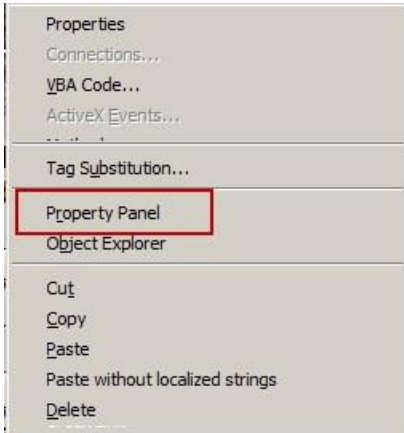 Properties
Connections...
VBA Code...
ActiveX Events...
Tag Substitution...
Property Panel
Object Explorer
Cut
Copy
Paste
Paste without localized strings
Delete